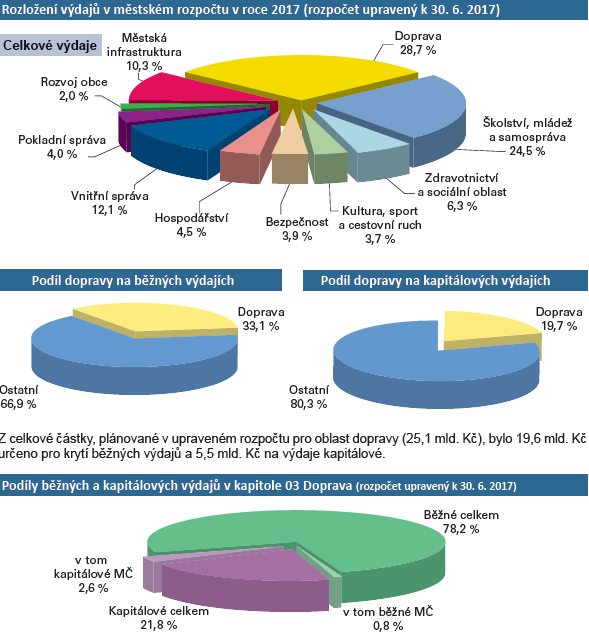 Rozložení výdajů v městském rozpočtu v roce 2017 (rozpočet upravený k 30. 6. 2017)
Celkové výdaje
Městská
infrastruktura
10,3 %
Doprava
28,7 %
Rozvoj obce
2,0 %
Školství, mládež
a samospráva
24,5 %
Pokladní správa
4,0 %
Vnitřní správa
12,1 %
Zdravotnictví
a sociální oblast
6,3 %
Hospodářství
4,5 %
Bezpečnost
3,9 %
Kultura, sport
a cestovní ruch
3,7 %
Podíl dopravy na běžných výdajích
Doprava
33,1 %
Ostatní
66,9 %
Podíl dopravy na kapitálových výdajích
Doprava
19,7 %
Ostatní
80,3 %
Z celkové částky, plánované v upraveném rozpočtu pro oblast dopravy (25,1 mld. Kč), bylo 19,6 mld. Kč
určeno pro krytí běžných výdajů a 5,5 mld. Kč na výdaje kapitálové.
Podíly běžných a kapitálových výdajů v kapitole 03 Doprava (rozpočet upravený k 30. 6. 2017)
Běžné celkem
78,2 %
v tom
kapitálové MČ
2,6 %
Kapitálové celkem
21,8 %
v tom běžné MČ
0,8 %